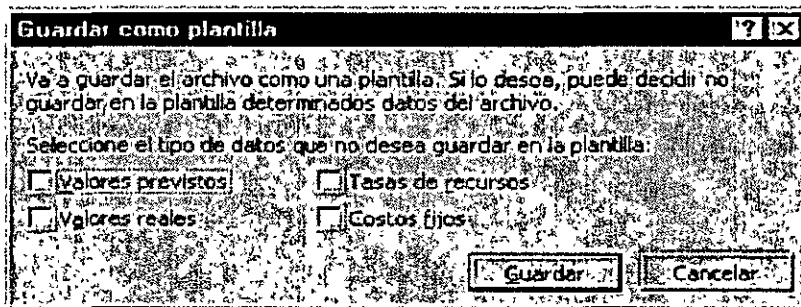 Guardar como plantilla
Va a guardar el archivo como una plantilla. Si lo desea, puede decidir no
guardar en la plantilla determinados datos del archivo.
Seleccione el tipo de datos que no desea guardar en la plantilla:
Valores previstos Tasas de recursos
Valores reales Costos fijos
Guardar Cancelar